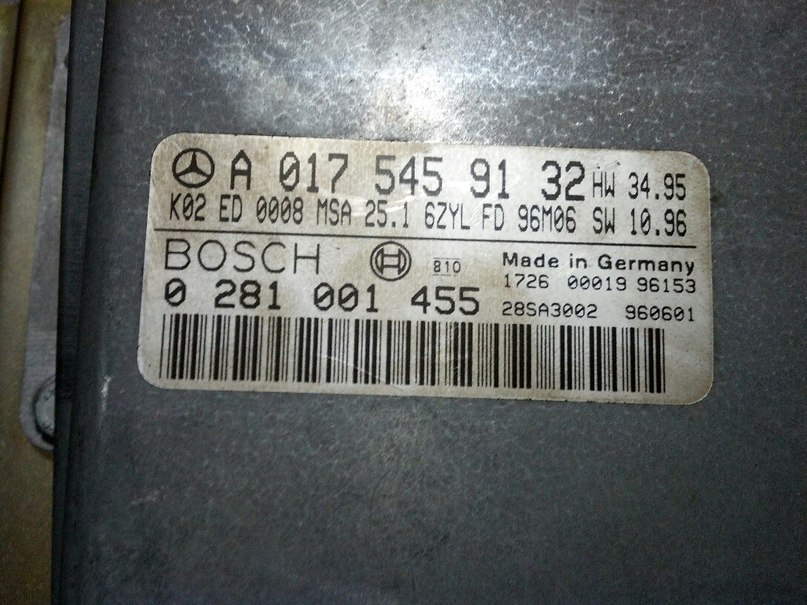 A 017 545 91 32 HW 34.95
K02 ED 0008 MSA 25.1 6ZYL FD 96M06 SW 10.96
BOSCH 810 Made in Germany
1726 00019 96153
0 281 001 455 28SA3002 960601